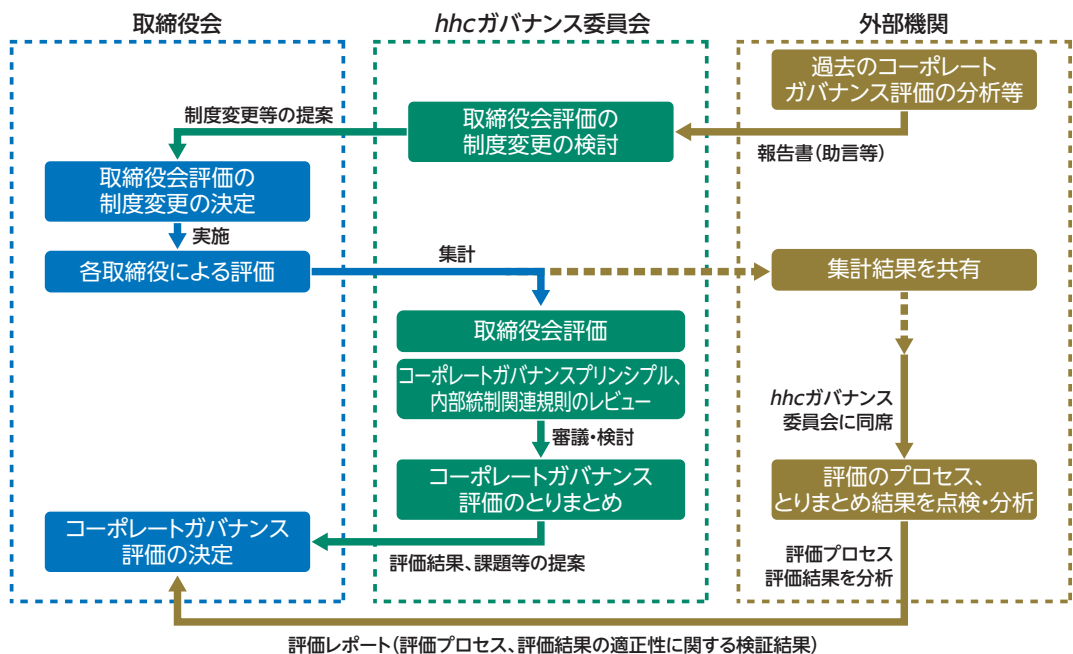 取締役会
hhcガバナンス委員会
外部機関
過去のコーポレート
ガバナンス評価の分析等
制度変更等の提案
取締役会評価の
制度変更の検討
報告書(助言等)
取締役会評価の
制度変更の決定
実施
各取締役による評価
集計
集計結果を共有
取締役会評価
コーポレートガバナンスプリンシプル、
内部統制関連規則のレビュー
hhcガバナンス
委員会に同席
審議・検討
コーポレートガバナンス
評価のとりまとめ
評価のプロセス、
とりまとめ結果を点検・分析
コーポレートガバナンス
評価の決定
評価結果、課題等の提案
評価プロセス
評価結果を分析
評価レポート(評価プロセス、評価結果の適正性に関する検証結果)